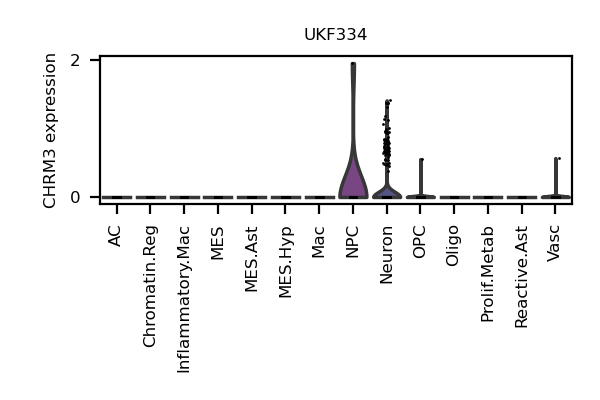 UKF334
CHRM3 expression
2
0
AC
Chromatin.Reg
Inflammatory.Mac
MES
MES.Ast
MES.Hyp
Mac
NPC
Neuron
OPC
Oligo
Prolif.Metab
Reactive.Ast
Vasc